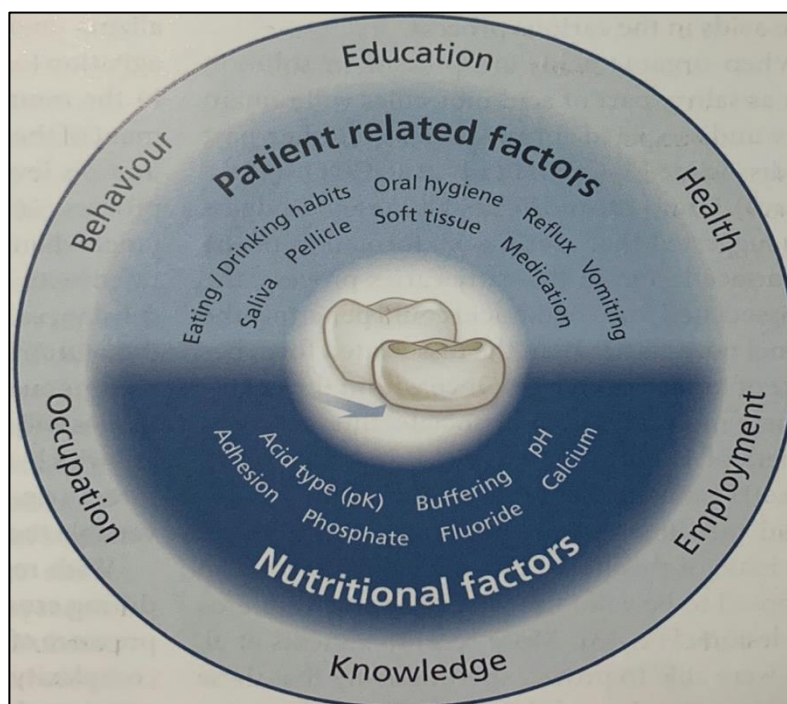 Education
Behaviour
Health
Patient related factors
Eating / Drinking habits
Oral hygiene
Reflux
Vomiting
Saliva
Pellicle
Soft tissue
Medication
Occupation
Employment
Acid type (pK)
Buffering
pH
Adhesion
Phosphate
Fluoride
Calcium
Nutritional factors
Knowledge